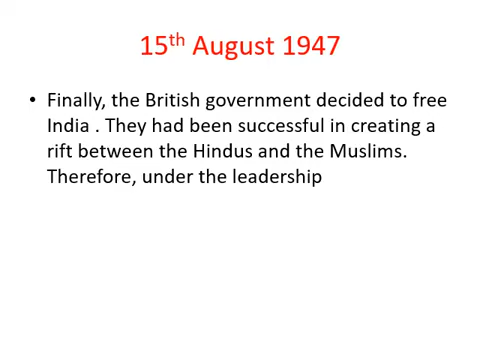 15th August 1947
• Finally, the British government decided to free
India . They had been successful in creating a
rift between the Hindus and the Muslims.
Therefore, under the leadership